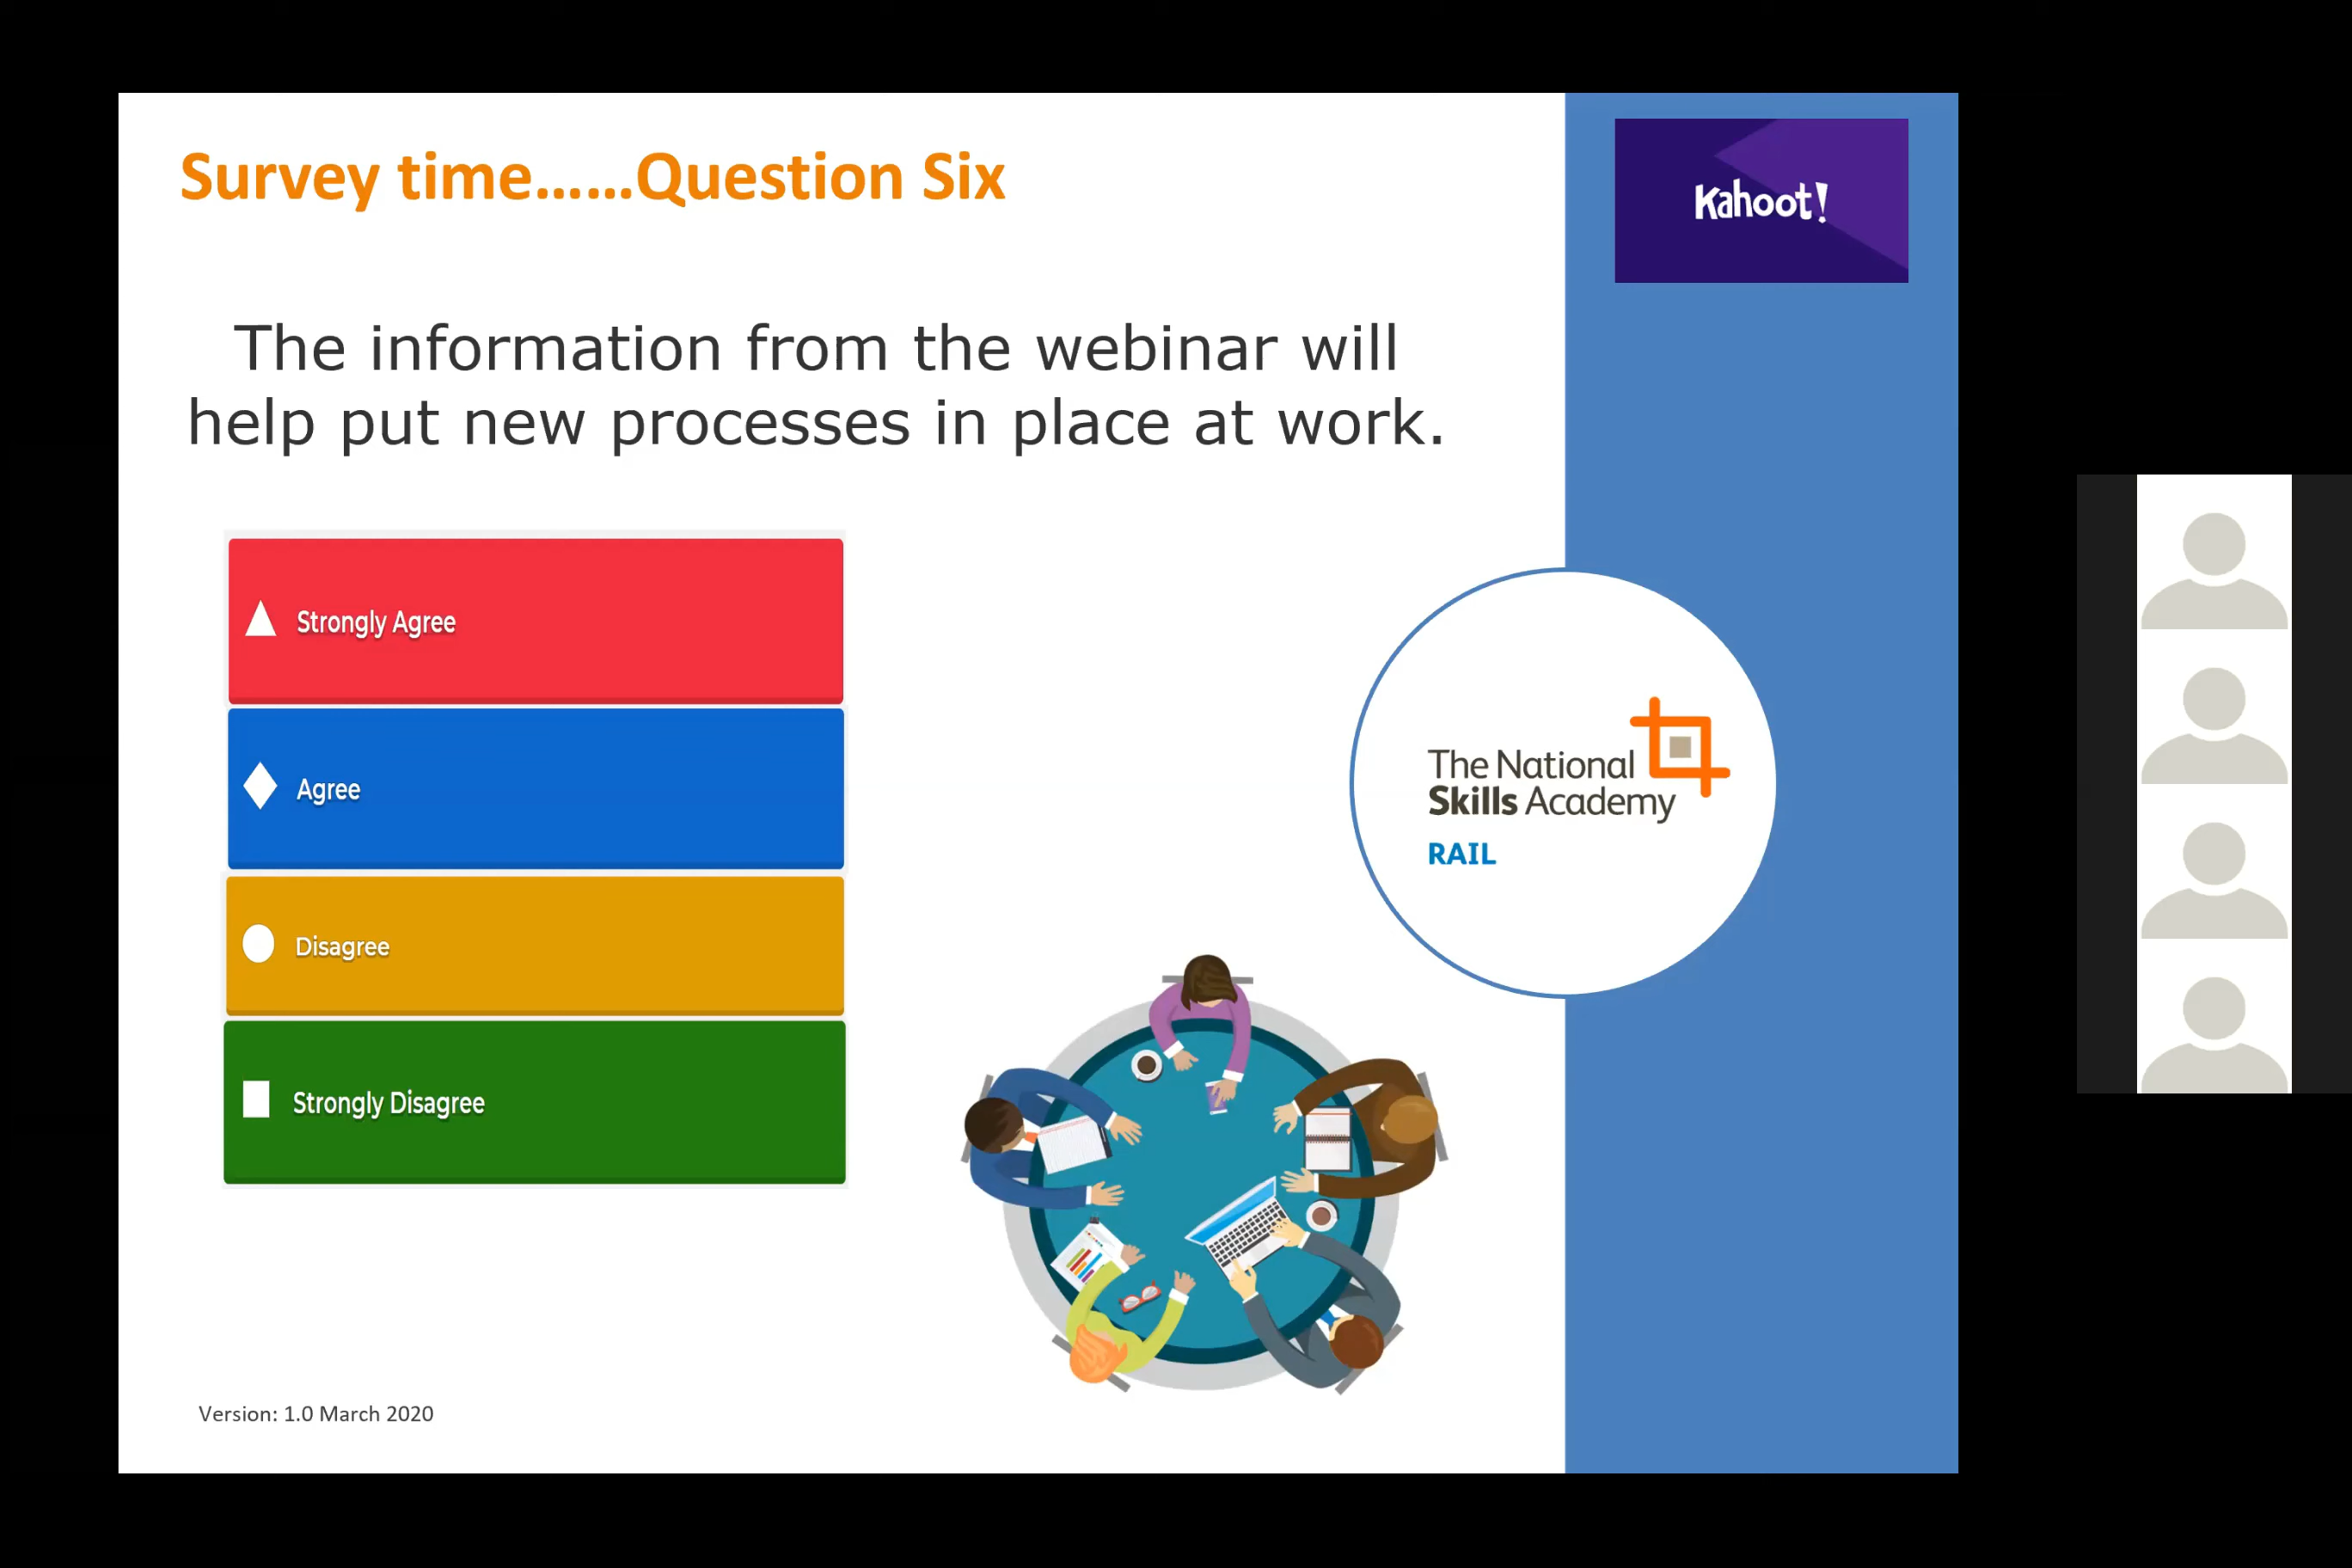 Survey time......Question Six
Kahoot!
The information from the webinar will
help put new processes in place at work.
Strongly Agree
Agree
Disagree
Strongly Disagree
The National
Skills Academy
RAIL
Version: 1.0 March 2020